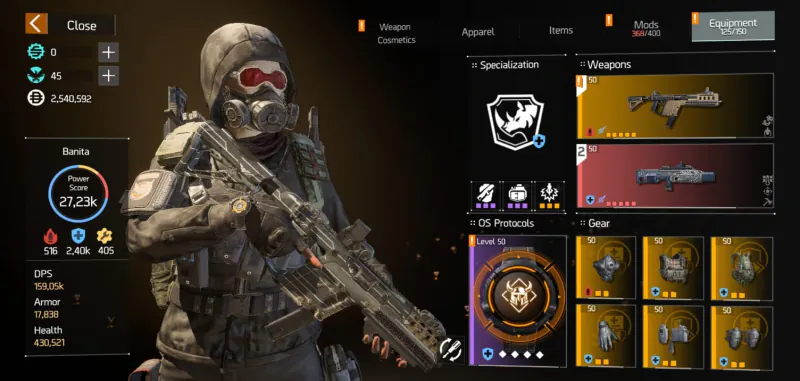 Close
Weapon
Cosmetics
Apparel
Items
Mods
368/400
Equipment
125/150
0
45
2,540,592
Specialization
Weapons
50
2
50
Banita
Power
Score
27,23k
516
2,40k
405
DPS
159,05k
Armor
17,838
Health
430,521
OS Protocols
Level 50
Gear
50
50
50
50
50
50